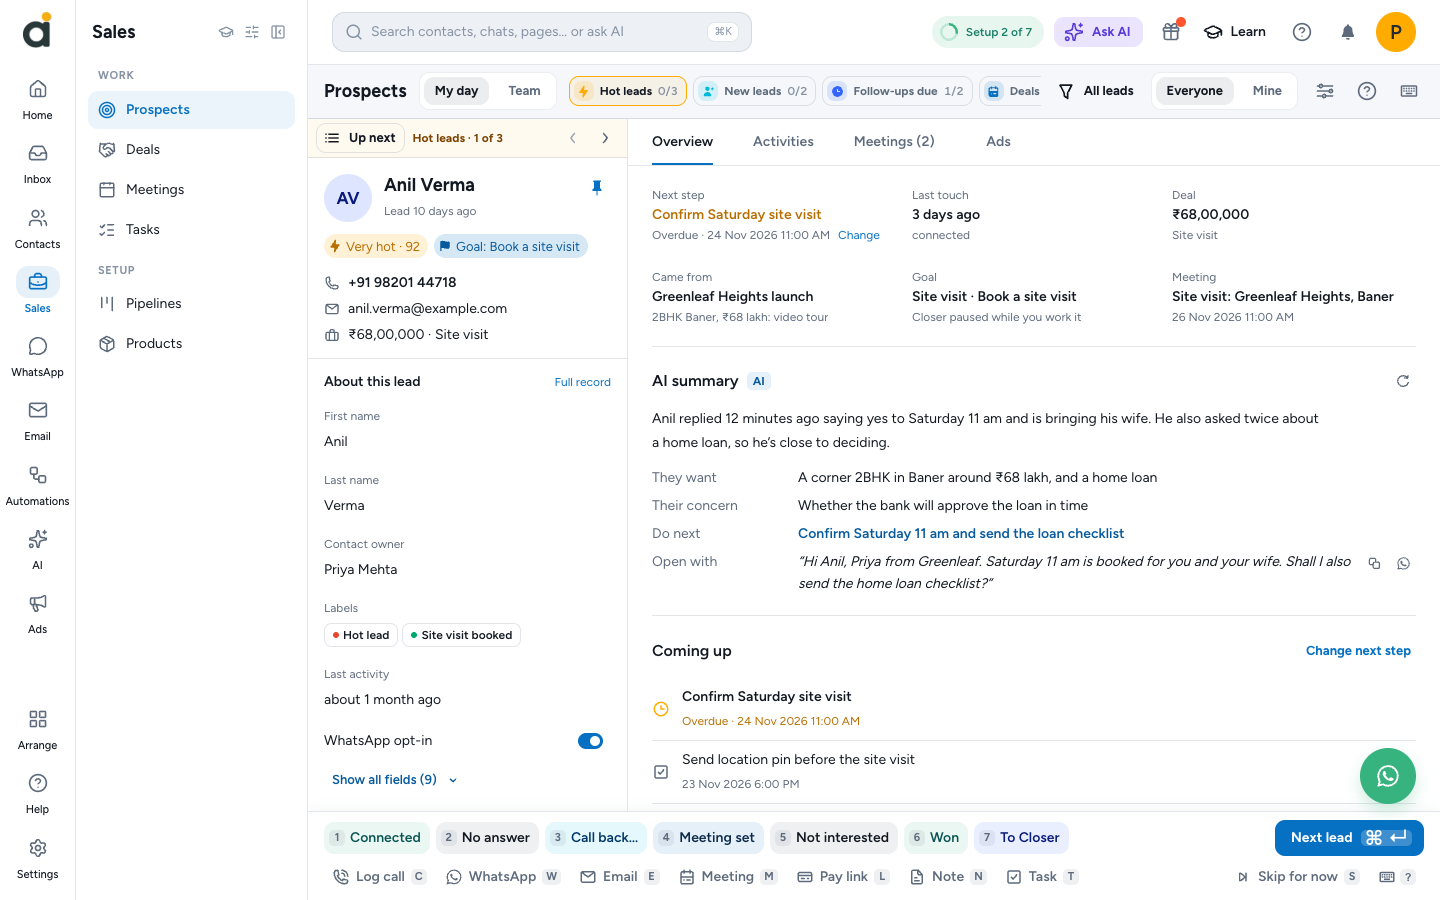 Sales
Search contacts, chats, pages... or ask AI
⌘K
Setup 2 of 7
Ask AI
Learn
P
Home
Inbox
Contacts
Sales
WhatsApp
Email
Automations
AI
Ads
Arrange
Help
Settings
WORK
Prospects
Deals
Meetings
Tasks
SETUP
Pipelines
Products
Prospects
My day
Team
Hot leads 0/3
New leads 0/2
Follow-ups due 1/2
Deals
All leads
Everyone
Mine
Up next
Hot leads · 1 of 3
AV
Anil Verma
Lead 10 days ago
Very hot · 92
Goal: Book a site visit
+91 98201 44718
anil.verma@example.com
₹68,00,000 · Site visit
About this lead
Full record
First name
Anil
Last name
Verma
Contact owner
Priya Mehta
Labels
Hot lead
Site visit booked
Last activity
about 1 month ago
WhatsApp opt-in
Show all fields (9)
Overview
Activities
Meetings (2)
Ads
Next step
Confirm Saturday site visit
Overdue · 24 Nov 2026 11:00 AM Change
Last touch
3 days ago
connected
Deal
₹68,00,000
Site visit
Came from
Greenleaf Heights launch
2BHK Baner, ₹68 lakh: video tour
Goal
Site visit · Book a site visit
Closer paused while you work it
Meeting
Site visit: Greenleaf Heights, Baner
26 Nov 2026 11:00 AM
AI summary AI
Anil replied 12 minutes ago saying yes to Saturday 11 am and is bringing his wife. He also asked twice about
a home loan, so he's close to deciding.
They want
A corner 2BHK in Baner around ₹68 lakh, and a home loan
Their concern
Whether the bank will approve the loan in time
Do next
Confirm Saturday 11 am and send the loan checklist
Open with
“Hi Anil, Priya from Greenleaf. Saturday 11 am is booked for you and your wife. Shall I also
send the home loan checklist?”
Coming up
Change next step
Confirm Saturday site visit
Overdue · 24 Nov 2026 11:00 AM
Send location pin before the site visit
23 Nov 2026 6:00 PM
1 Connected
2 No answer
3 Call back...
4 Meeting set
5 Not interested
6 Won
7 To Closer
Next lead ⌘ ↵
Log call C
WhatsApp W
Email E
Meeting M
Pay link L
Note N
Task T
Skip for now S
?